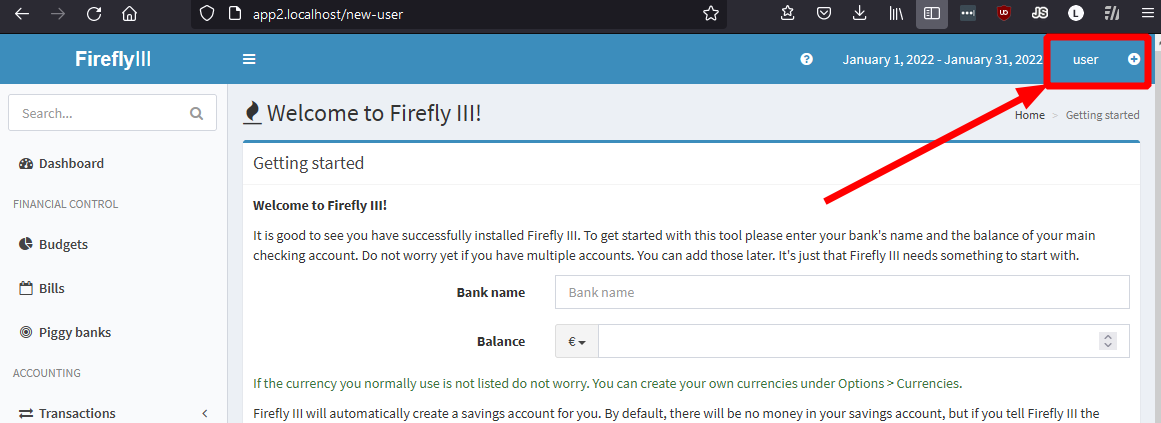 app2.localhost/new-user
UD
JS
L
FireflyIII
January 1, 2022 - January 31, 2022
user
Search...
Welcome to Firefly III!
Home > Getting started
Dashboard
Getting started
FINANCIAL CONTROL
Welcome to Firefly III!
Budgets
It is good to see you have successfully installed Firefly III. To get started with this tool please enter your bank's name and the balance of your main
checking account. Do not worry yet if you have multiple accounts. You can add those later. It's just that Firefly III needs something to start with.
Bills
Bank name
Bank name
Piggy banks
Balance
€
ACCOUNTING
If the currency you normally use is not listed do not worry. You can create your own currencies under Options > Currencies.
Transactions
Firefly III will automatically create a savings account for you. By default, there will be no money in your savings account, but if you tell Firefly III the